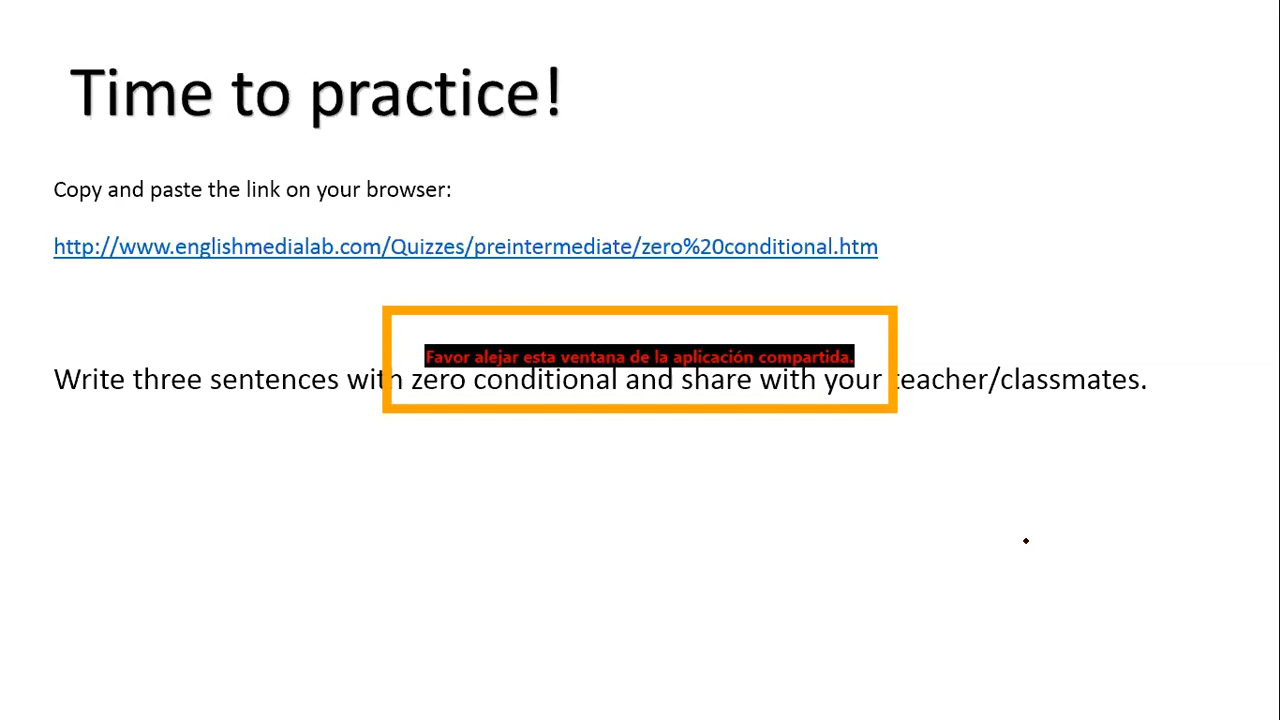 Time to practice!
Copy and paste the link on your browser:
http://www.englishmedialab.com/Quizzes/preintermediate/zero%20conditional.htm
Favor alejar esta ventana de la aplicación compartida.
Write three sentences with zero conditional and share with your teacher/classmates.